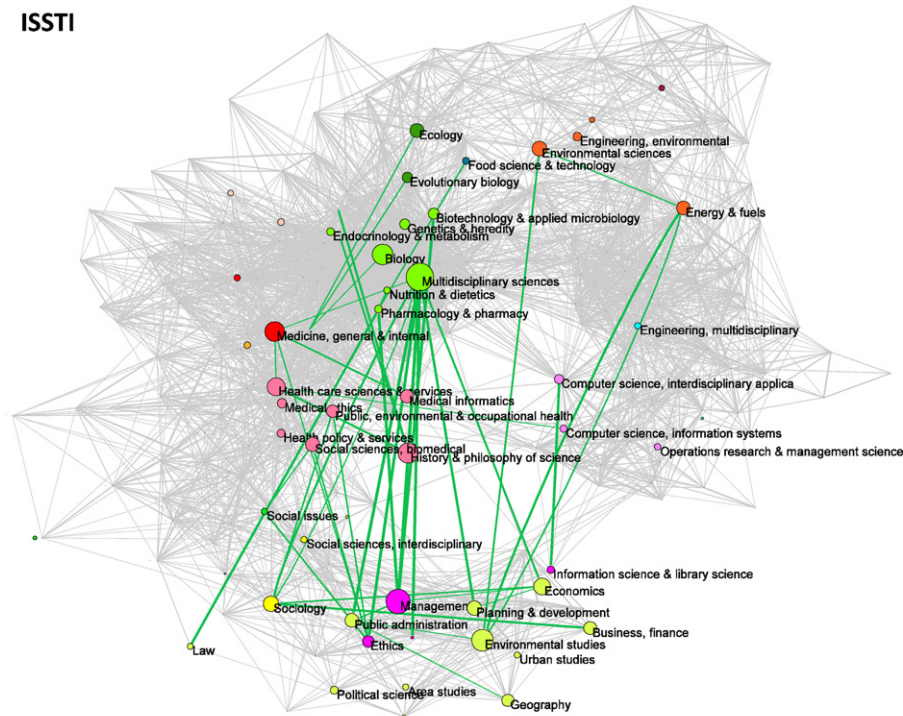 ISSTI
Ecology
Engineering, environmental
Environmental sciences
Food science & technology
Evolutionary biology
Energy & fuels
Biotechnology & applied microbiology
Genetics & heredity
Endocrinology & metabolism
Biology
Multidisciplinary sciences
Nutrition & dietetics
Pharmacology & pharmacy
Engineering, multidisciplinary
Medicine, general & internal
Computer science, interdisciplinary applica
Health care sciences & services
Medical informatics
Medical ethics
Public, environmental & occupational health
Computer science, information systems
Health policy & services
Social sciences, biomedical
Operations research & management science
History & philosophy of science
Social issues
Social sciences, interdisciplinary
Information science & library science
Economics
Sociology
Management
Planning & development
Public administration
Business, finance
Ethics
Environmental studies
Law
Urban studies
Political science
Area studies
Geography